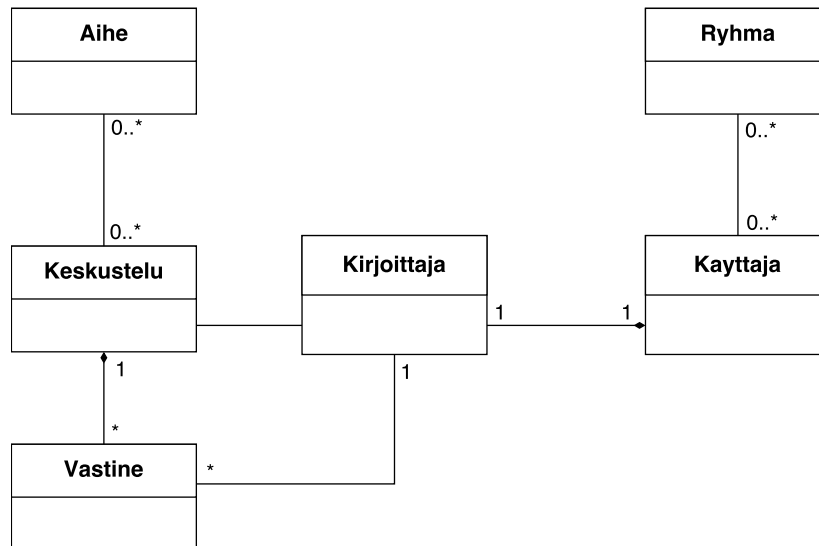 Aihe
Ryhma
0..*
0..*
0..*
0..*
Keskustelu
Kirjoittaja
Kayttaja
1
1
1
1
*
Vastine
*